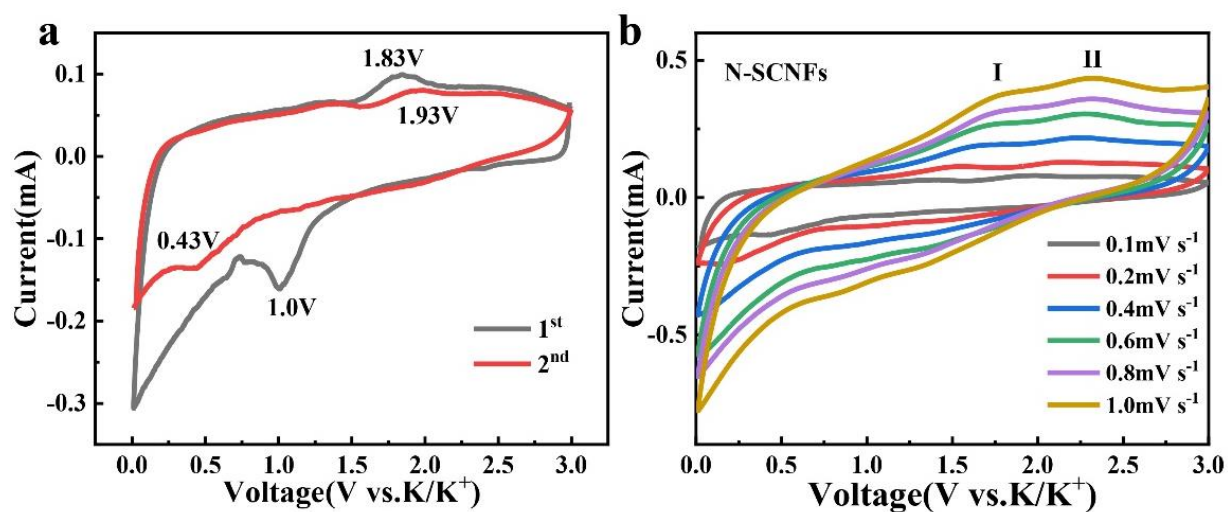 a
Current(mA)
0.1
0.0
-0.1
-0.2
-0.3
1.83V
1.93V
0.43V
1.0V
1st
2nd
0.0 0.5 1.0 1.5 2.0 2.5 3.0
Voltage(V vs.K/K+)
b
Current(mA)
0.5
0.0
-0.5
N-SCNFs
I
II
0.1mV s-1
0.2mV s-1
0.4mV s-1
0.6mV s-1
0.8mV s-1
1.0mV s-1
0.0 0.5 1.0 1.5 2.0 2.5 3.0
Voltage(V vs.K/K+)